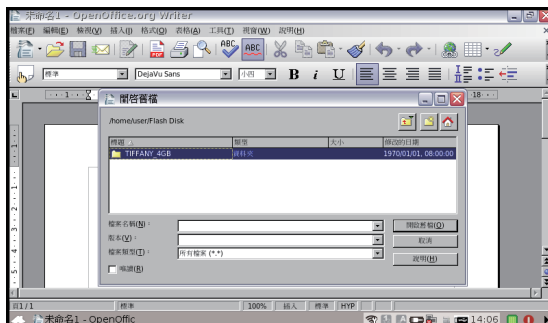 未命名1 - OpenOffice.org Writer
檔案(F) 編輯(E) 檢視(V) 插入(I) 格式(O) 表格(A) 工具(T) 視窗(W) 說明(H)
標準 DejaVu Sans 小四
1
18
開啓舊檔
/home/user/Flash Disk
標題 類型 大小 修改的日期
TIFFANY_4GB 資料夾 1970/01/01, 08:00:00
檔案名稱(N): 開啟舊檔(O)
版本(V): 取消
檔案類型(T): 所有檔案 (*.*) 說明(H)
唯讀(R)
頁1/1 標準 100% 插入 標準 HYP
未命名1 - OpenOffic 14:06